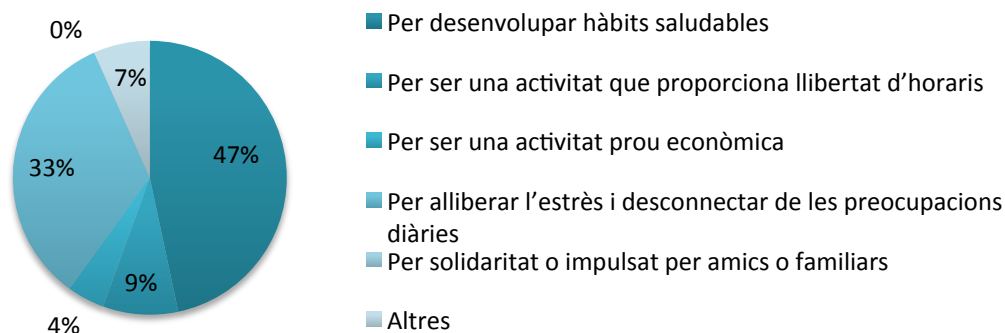 0%
7%
47%
33%
9%
4%
Per desenvolupar hàbits saludables
Per ser una activitat que proporciona llibertat d’horaris
Per ser una activitat prou econòmica
Per alliberar l’estrès i desconnectar de les preocupacions
diàries
Per solidaritat o impulsat per amics o familiars
Altres